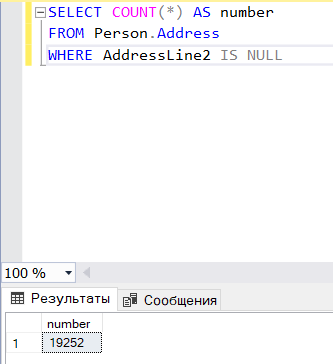 SELECT COUNT(*) AS number
FROM Person.Address
WHERE AddressLine2 IS NULL
100 %
Результаты Сообщения
number
1 19252